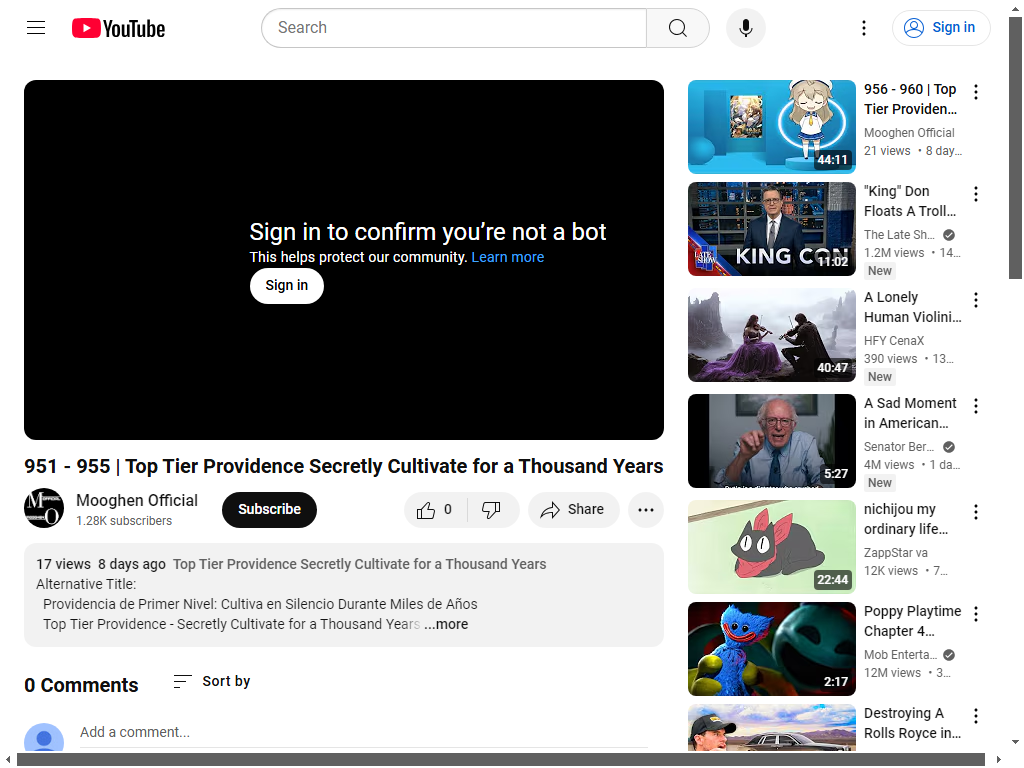 YouTube
Search
Sign in
Sign in to confirm you’re not a bot
This helps protect our community. Learn more
Sign in
951 - 955 | Top Tier Providence Secretly Cultivate for a Thousand Years
Mooghen Official
1.28K subscribers
Subscribe
0
Share
17 views 8 days ago Top Tier Providence Secretly Cultivate for a Thousand Years
Alternative Title:
Providencia de Primer Nivel: Cultiva en Silencio Durante Miles de Años
Top Tier Providence - Secretly Cultivate for a Thousand Years ...more
0 Comments
Sort by
Add a comment...
44:11
956 - 960 | Top
Tier Providen...
Mooghen Official
21 views • 8 day...
LATE SHOW
KING CON
11:02
"King" Don
Floats A Troll...
The Late Sh...
1.2M views • 14...
New
40:47
A Lonely
Human Violini...
HFY CenaX
390 views • 13...
New
5:27
A Sad Moment
in American...
Senator Ber...
4M views • 1 da...
New
22:44
nichijou my
ordinary life...
ZappStar va
12K views • 7...
2:17
Poppy Playtime
Chapter 4...
Mob Enterta...
12M views • 3...
Destroying A
Rolls Royce in...